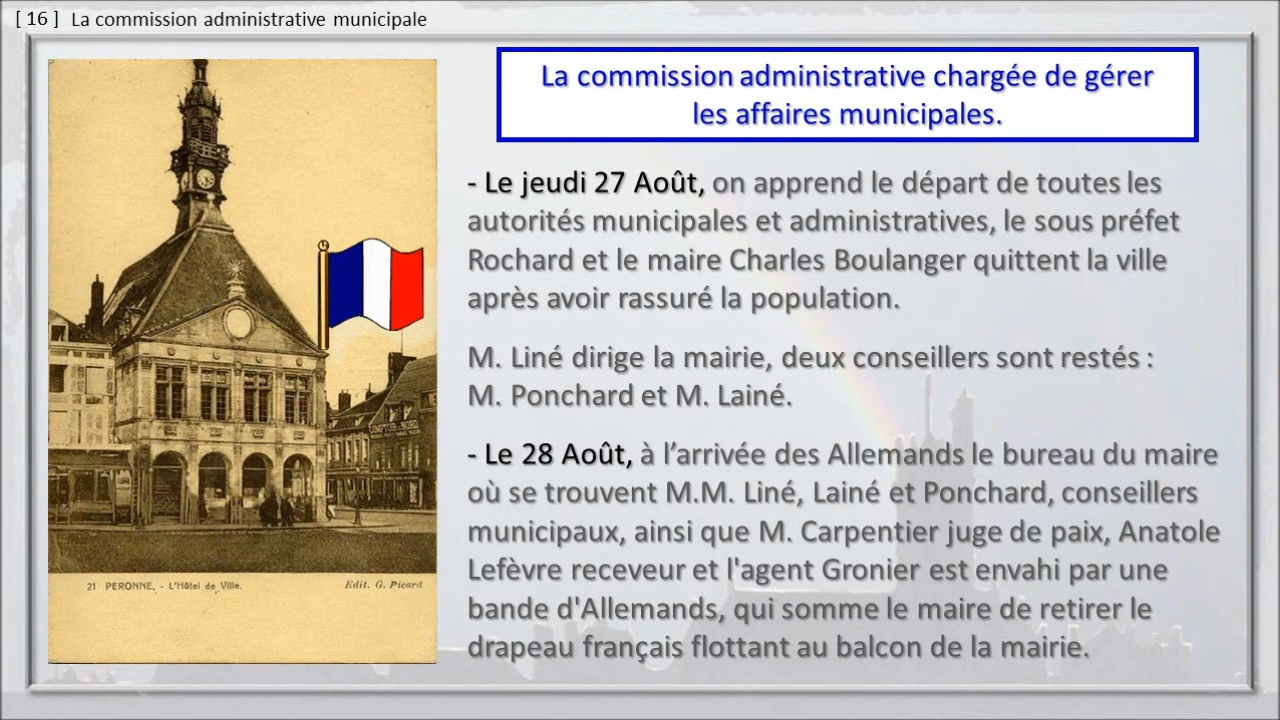 [ 16 ] La commission administrative municipale
La commission administrative chargée de gérer
les affaires municipales.
- Le jeudi 27 Août, on apprend le départ de toutes les
autorités municipales et administratives, le sous préfet
Rochard et le maire Charles Boulanger quittent la ville
après avoir rassuré la population.
M. Liné dirige la mairie, deux conseillers sont restés :
M. Ponchard et M. Lainé.
- Le 28 Août, à l’arrivée des Allemands le bureau du maire
où se trouvent M.M. Liné, Lainé et Ponchard, conseillers
municipaux, ainsi que M. Carpentier juge de paix, Anatole
Lefèvre receveur et l'agent Gronier est envahi par une
bande d'Allemands, qui somme le maire de retirer le
drapeau français flottant au balcon de la mairie.
COMPTOIR DU NORD
21 PERONNE. - L'Hôtel de Ville.
Edit. G. Picard